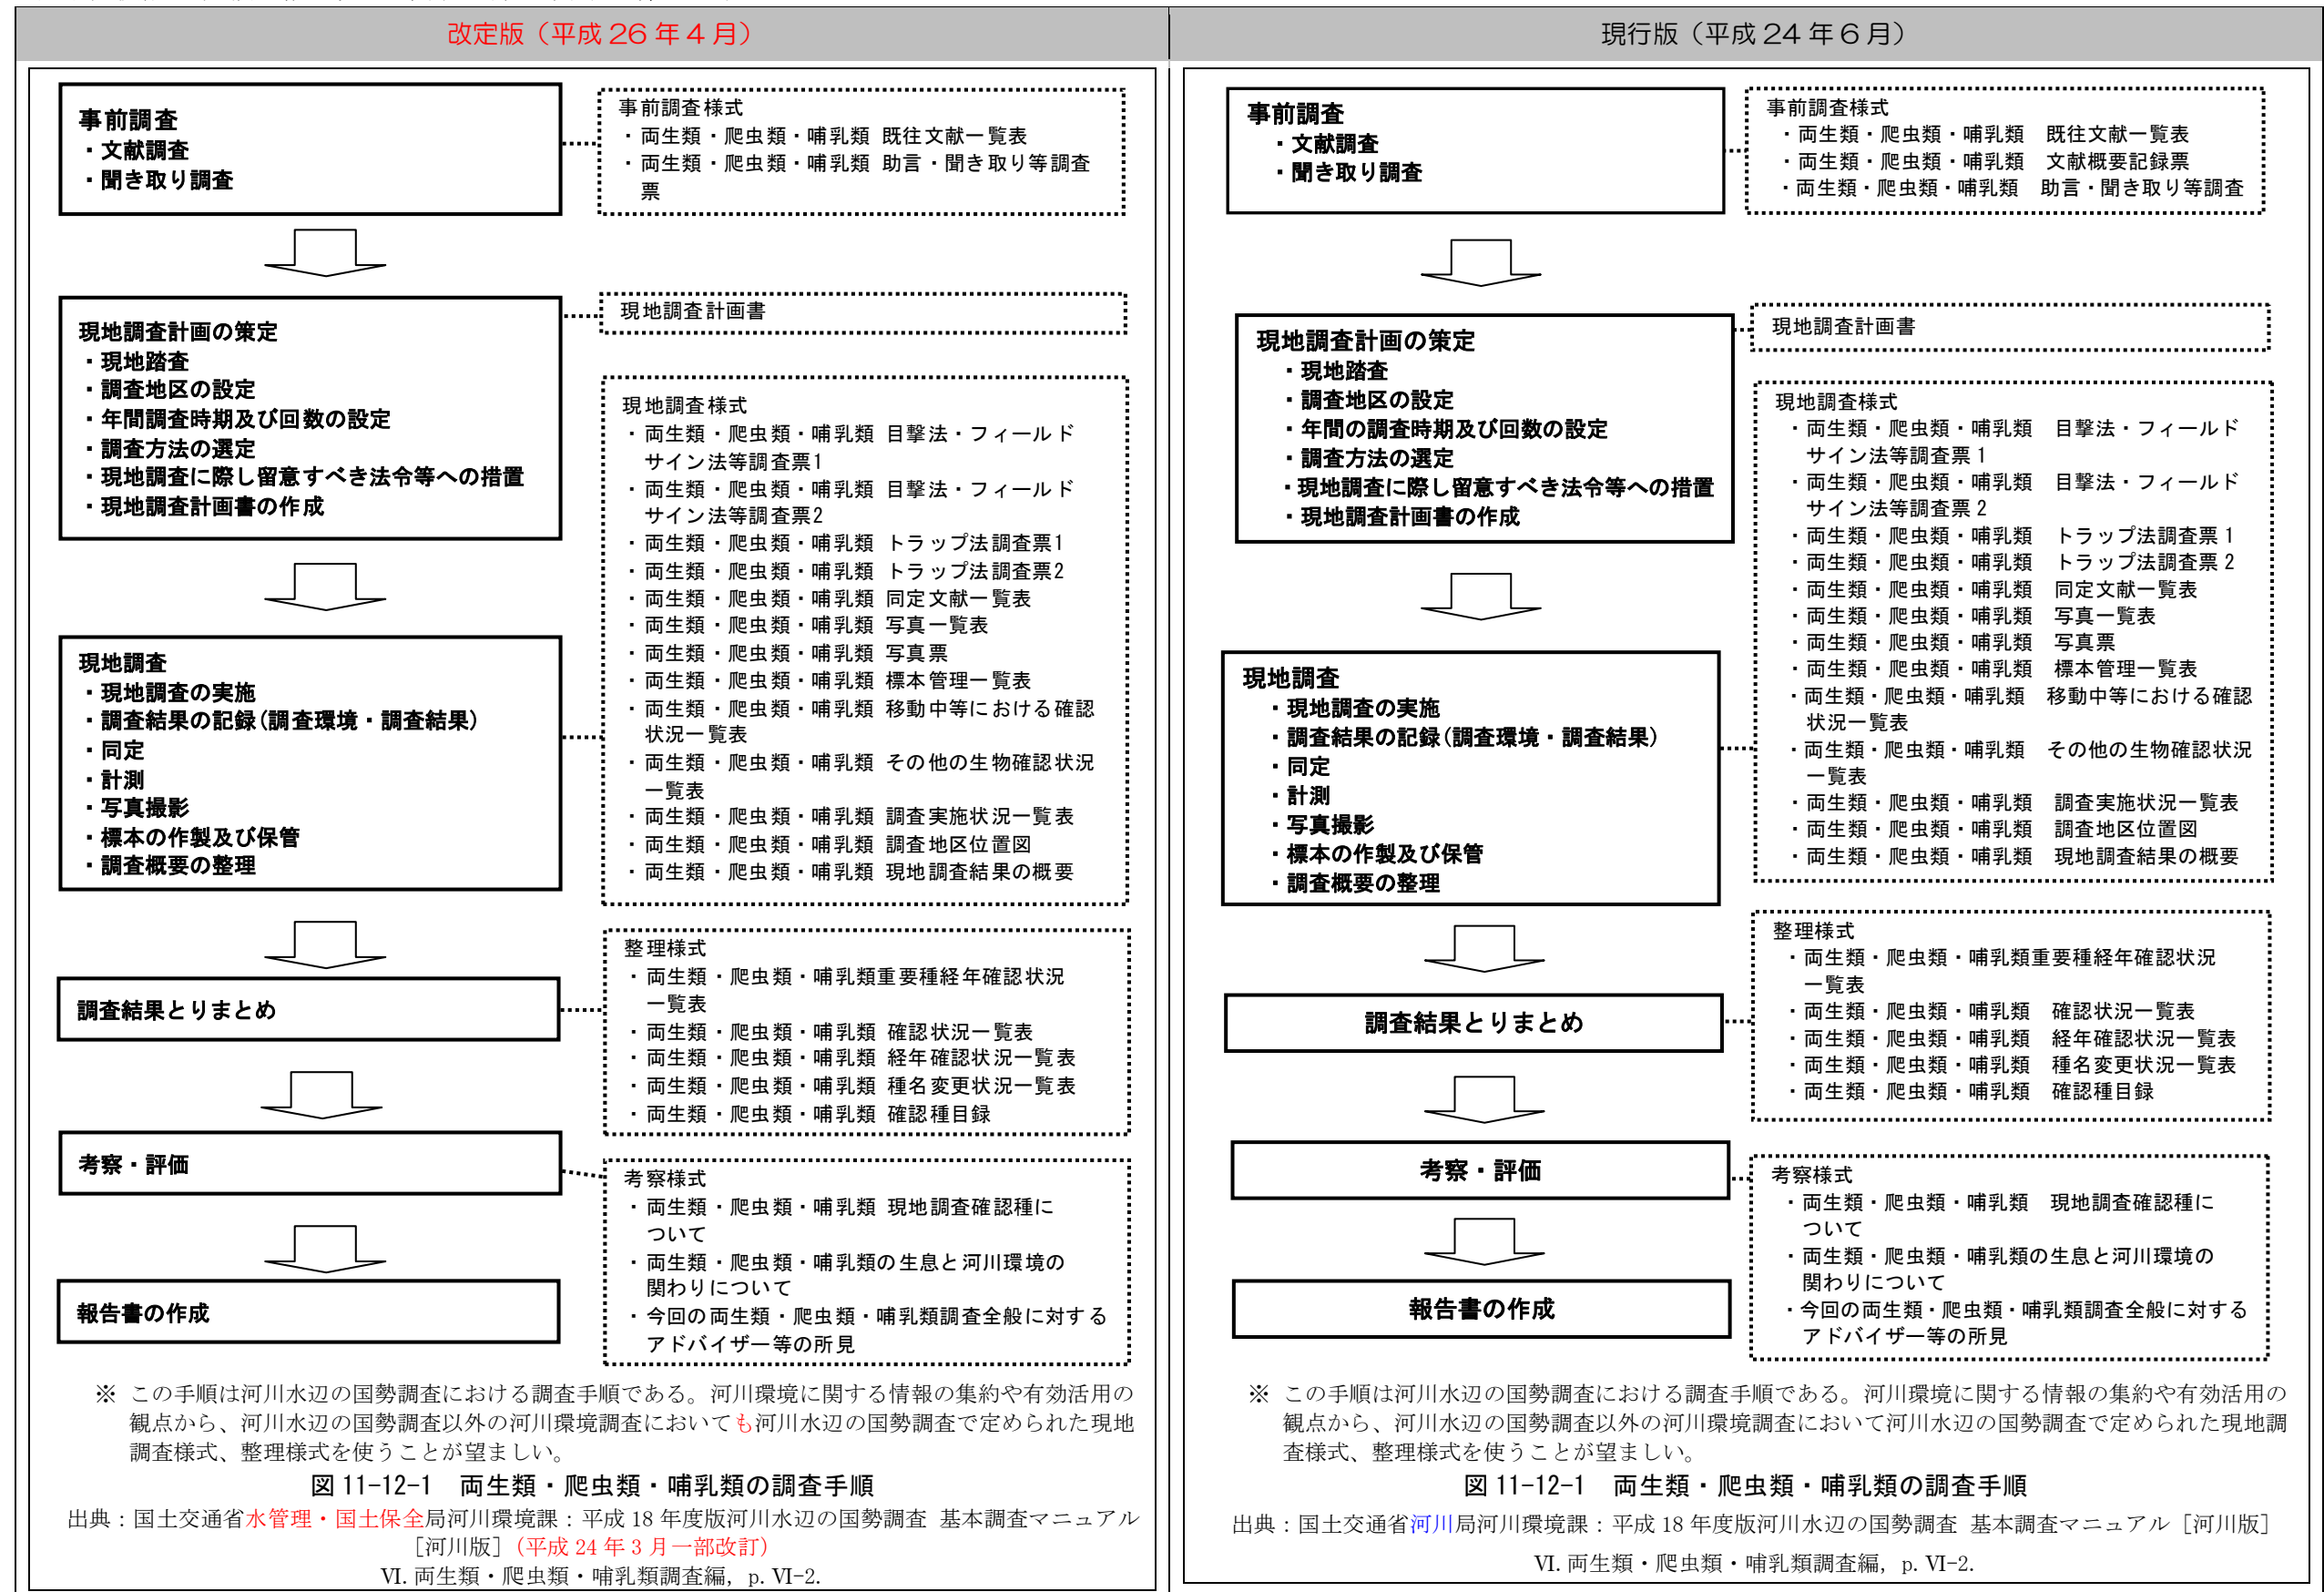 改定版（平成 26 年 4 月）
事前調査
・文献調査
・聞き取り調査
事前調査様式
・両生類・爬虫類・哺乳類 既往文献一覧表
・両生類・爬虫類・哺乳類 助言・聞き取り等調査
票
現地調査計画の策定
・現地踏査
・調査地区の設定
・年間調査時期及び回数の設定
・調査方法の選定
・現地調査に際し留意すべき法令等への措置
・現地調査計画書の作成
現地調査計画書
現地調査様式
・両生類・爬虫類・哺乳類 目撃法・フィールド
サイン法等調査票1
・両生類・爬虫類・哺乳類 目撃法・フィールド
サイン法等調査票2
・両生類・爬虫類・哺乳類 トラップ法調査票1
・両生類・爬虫類・哺乳類 トラップ法調査票2
・両生類・爬虫類・哺乳類 同定文献一覧表
・両生類・爬虫類・哺乳類 写真一覧表
・両生類・爬虫類・哺乳類 写真票
・両生類・爬虫類・哺乳類 標本管理一覧表
・両生類・爬虫類・哺乳類 移動中等における確認
状況一覧表
・両生類・爬虫類・哺乳類 その他の生物確認状況
一覧表
・両生類・爬虫類・哺乳類 調査実施状況一覧表
・両生類・爬虫類・哺乳類 調査地区位置図
・両生類・爬虫類・哺乳類 現地調査結果の概要
現地調査
・現地調査の実施
・調査結果の記録(調査環境・調査結果)
・同定
・計測
・写真撮影
・標本の作製及び保管
・調査概要の整理
調査結果とりまとめ
整理様式
・両生類・爬虫類・哺乳類重要種経年確認状況
一覧表
・両生類・爬虫類・哺乳類 確認状況一覧表
・両生類・爬虫類・哺乳類 経年確認状況一覧表
・両生類・爬虫類・哺乳類 種名変更状況一覧表
・両生類・爬虫類・哺乳類 確認種目録
考察・評価
考察様式
・両生類・爬虫類・哺乳類 現地調査確認種に
ついて
・両生類・爬虫類・哺乳類の生息と河川環境の
関わりについて
・今回の両生類・爬虫類・哺乳類調査全般に対する
アドバイザー等の所見
報告書の作成
※ この手順は河川水辺の国勢調査における調査手順である。河川環境に関する情報の集約や有効活用の
観点から、河川水辺の国勢調査以外の河川環境調査においても河川水辺の国勢調査で定められた現地
調査様式、整理様式を使うことが望ましい。
図 11-12-1 両生類・爬虫類・哺乳類の調査手順
出典：国土交通省水管理・国土保全局河川環境課：平成 18 年度版河川水辺の国勢調査 基本調査マニュアル
［河川版］（平成 24 年 3 月一部改訂）
Ⅵ. 両生類・爬虫類・哺乳類調査編, p. Ⅵ-2.
現行版（平成 24 年 6 月）
事前調査
・文献調査
・聞き取り調査
事前調査様式
・両生類・爬虫類・哺乳類 既往文献一覧表
・両生類・爬虫類・哺乳類 文献概要記録票
・両生類・爬虫類・哺乳類 助言・聞き取り等調査
現地調査計画の策定
・現地踏査
・調査地区の設定
・年間の調査時期及び回数の設定
・調査方法の選定
・現地調査に際し留意すべき法令等への措置
・現地調査計画書の作成
現地調査計画書
現地調査様式
・両生類・爬虫類・哺乳類 目撃法・フィールド
サイン法等調査票 1
・両生類・爬虫類・哺乳類 目撃法・フィールド
サイン法等調査票 2
・両生類・爬虫類・哺乳類 トラップ法調査票 1
・両生類・爬虫類・哺乳類 トラップ法調査票 2
・両生類・爬虫類・哺乳類 同定文献一覧表
・両生類・爬虫類・哺乳類 写真一覧表
・両生類・爬虫類・哺乳類 写真票
・両生類・爬虫類・哺乳類 標本管理一覧表
・両生類・爬虫類・哺乳類 移動中等における確認
状況一覧表
・両生類・爬虫類・哺乳類 その他の生物確認状況
一覧表
・両生類・爬虫類・哺乳類 調査実施状況一覧表
・両生類・爬虫類・哺乳類 調査地区位置図
・両生類・爬虫類・哺乳類 現地調査結果の概要
現地調査
・現地調査の実施
・調査結果の記録(調査環境・調査結果)
・同定
・計測
・写真撮影
・標本の作製及び保管
・調査概要の整理
調査結果とりまとめ
整理様式
・両生類・爬虫類・哺乳類重要種経年確認状況
一覧表
・両生類・爬虫類・哺乳類 確認状況一覧表
・両生類・爬虫類・哺乳類 経年確認状況一覧表
・両生類・爬虫類・哺乳類 種名変更状況一覧表
・両生類・爬虫類・哺乳類 確認種目録
考察・評価
考察様式
・両生類・爬虫類・哺乳類 現地調査確認種に
ついて
・両生類・爬虫類・哺乳類の生息と河川環境の
関わりについて
・今回の両生類・爬虫類・哺乳類調査全般に対する
アドバイザー等の所見
報告書の作成
※ この手順は河川水辺の国勢調査における調査手順である。河川環境に関する情報の集約や有効活用の
観点から、河川水辺の国勢調査以外の河川環境調査において河川水辺の国勢調査で定められた現地調
査様式、整理様式を使うことが望ましい。
図 11-12-1 両生類・爬虫類・哺乳類の調査手順
出典：国土交通省河川局河川環境課：平成 18 年度版河川水辺の国勢調査 基本調査マニュアル［河川版］
Ⅵ. 両生類・爬虫類・哺乳類調査編, p. Ⅵ-2.